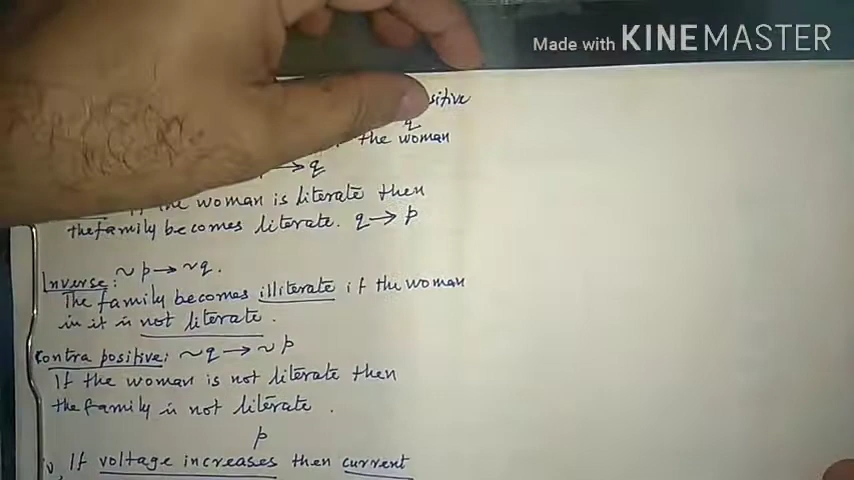 Made with KINEMASTER
sitive
q
the woman
→ q
the woman is literate then
the family becomes literate. q → p
Inverse: ~p → ~q.
The family becomes illiterate if the woman
in it is not literate.
Contra positive: ~q → ~p
If the woman is not literate then
the family is not literate.
p
If voltage increases then current